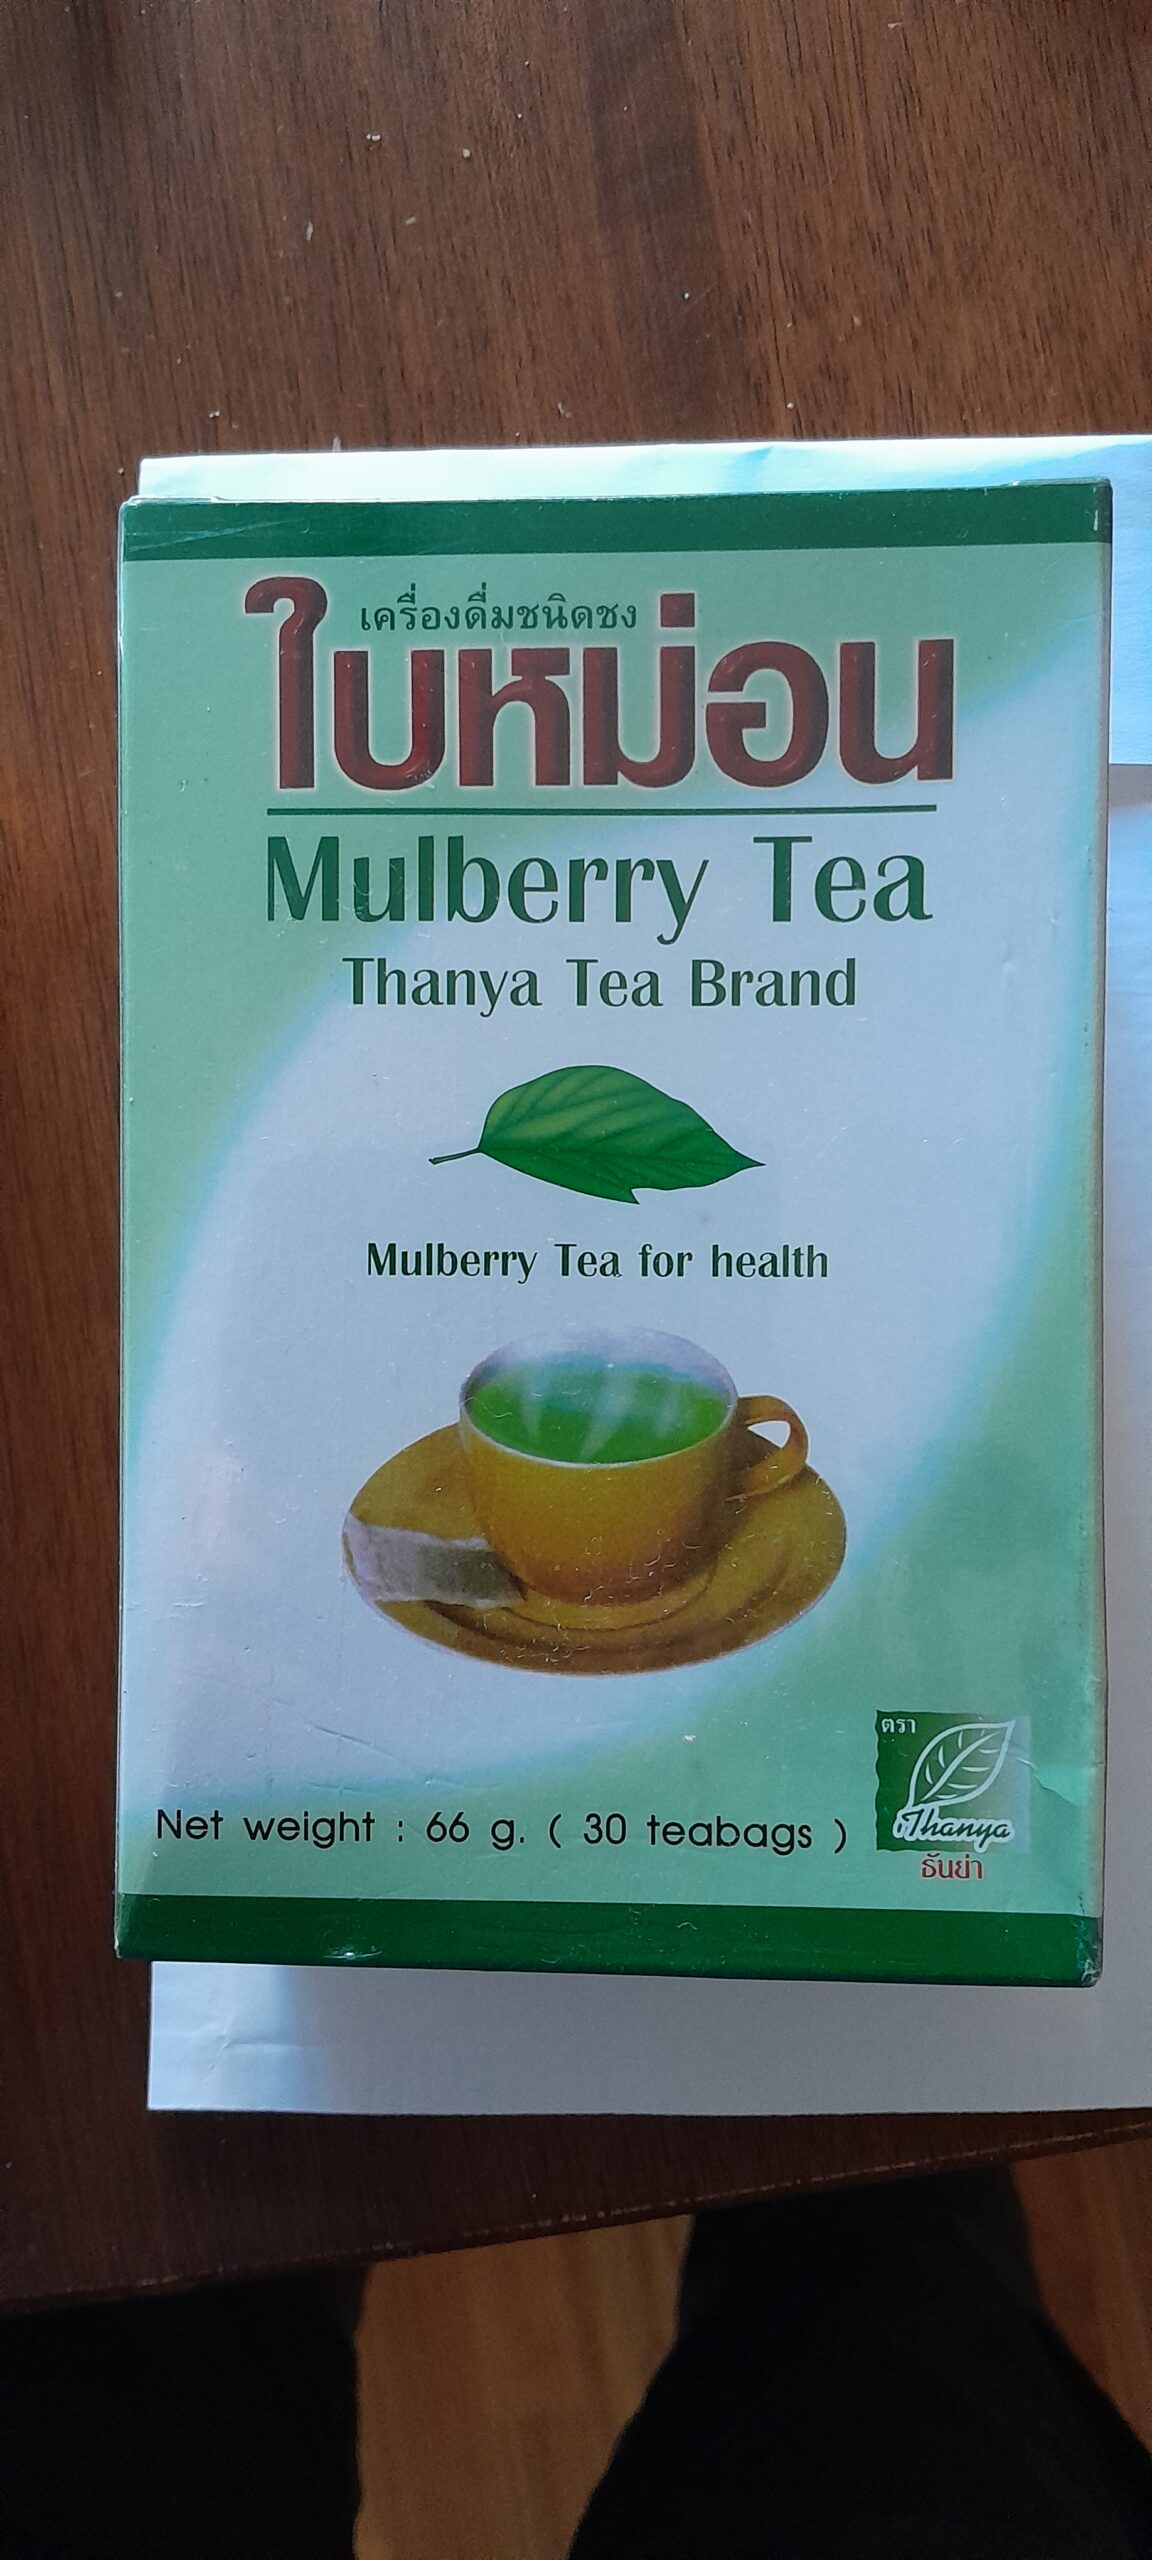 เครื่องดื่มชนิดชง
ใบหม่อน
Mulberry Tea
Thanya Tea Brand
Mulberry Tea for health
Net weight : 66 g. ( 30 teabags )
ตรา
Thanya
ธันย่า